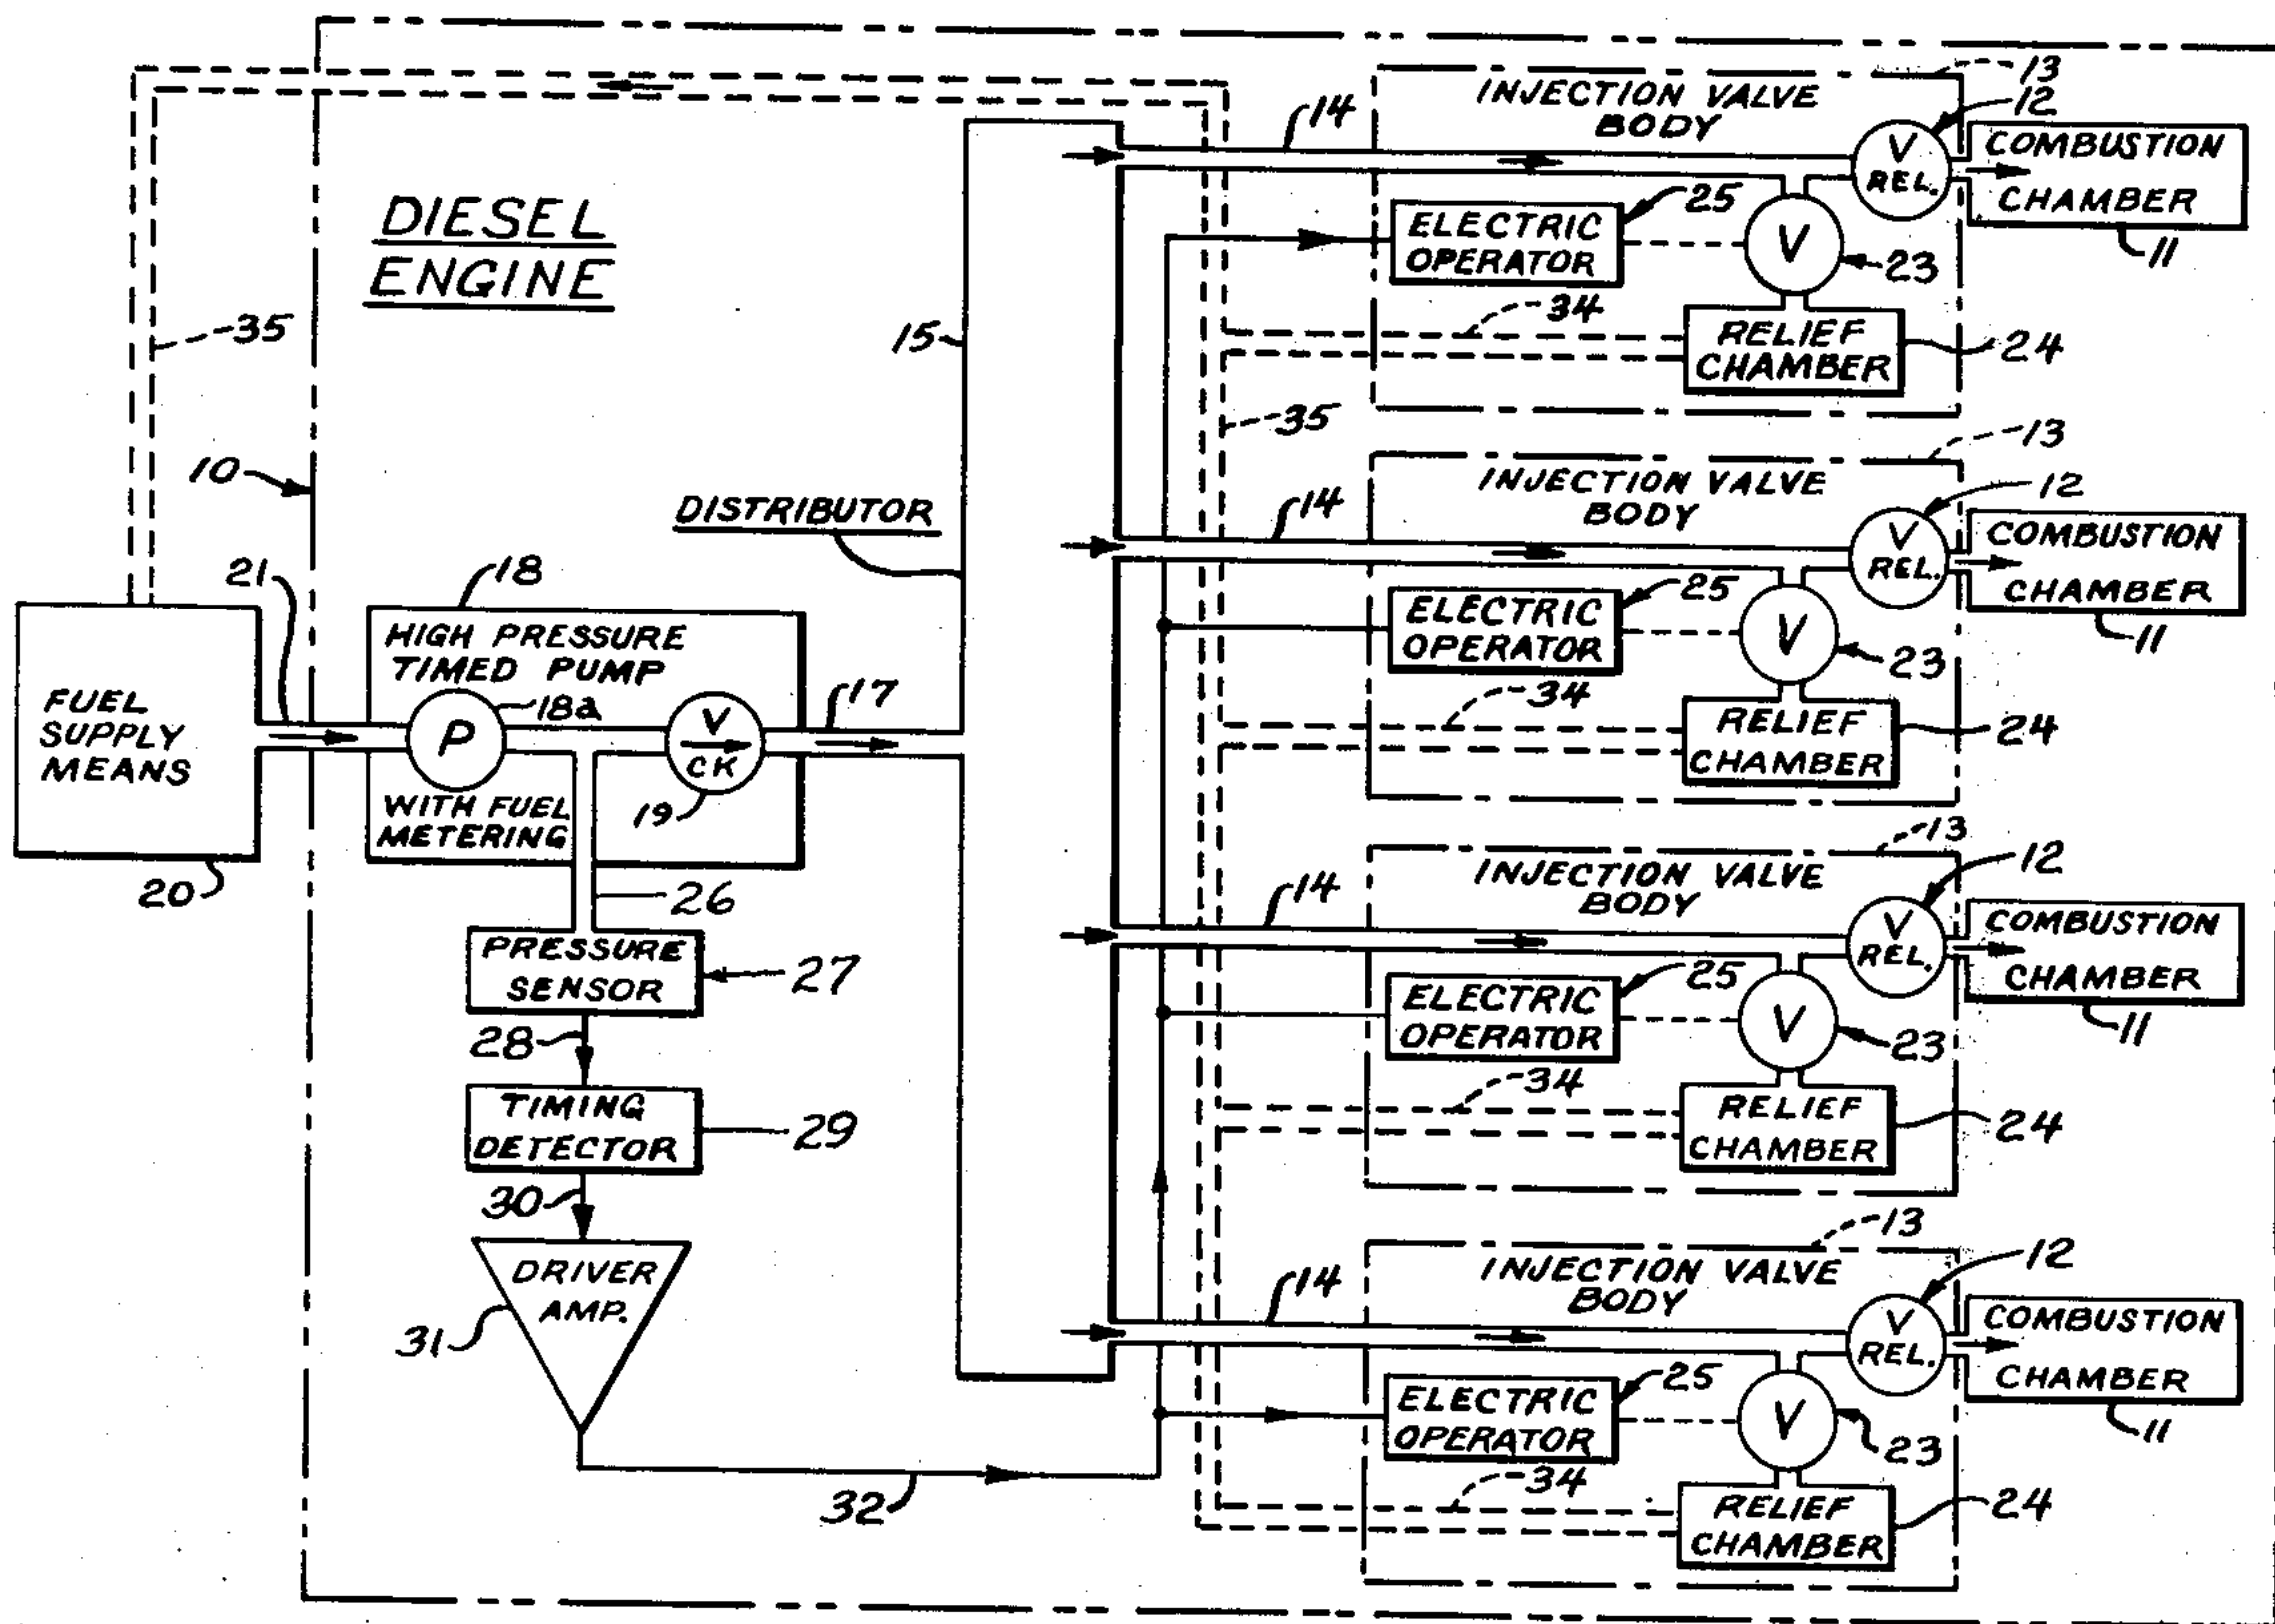 DIESEL
ENGINE
10
35
FUEL
SUPPLY
MEANS
20
21
18
HIGH PRESSURE
TIMED PUMP
P
18a
V
CK
19
WITH FUEL
METERING
17
26
PRESSURE
SENSOR
27
28
TIMING
DETECTOR
29
30
DRIVER
AMP.
31
32
DISTRIBUTOR
15
35
14
INJECTION VALVE
BODY
13
12
V
REL.
COMBUSTION
CHAMBER
11
ELECTRIC
OPERATOR
25
V
23
34
RELIEF
CHAMBER
24
14
INJECTION VALVE
BODY
13
12
V
REL.
COMBUSTION
CHAMBER
11
ELECTRIC
OPERATOR
25
V
23
34
RELIEF
CHAMBER
24
14
INJECTION VALVE
BODY
13
12
V
REL.
COMBUSTION
CHAMBER
11
ELECTRIC
OPERATOR
25
V
23
34
RELIEF
CHAMBER
24
14
INJECTION VALVE
BODY
13
12
V
REL.
COMBUSTION
CHAMBER
11
ELECTRIC
OPERATOR
25
V
23
34
RELIEF
CHAMBER
24